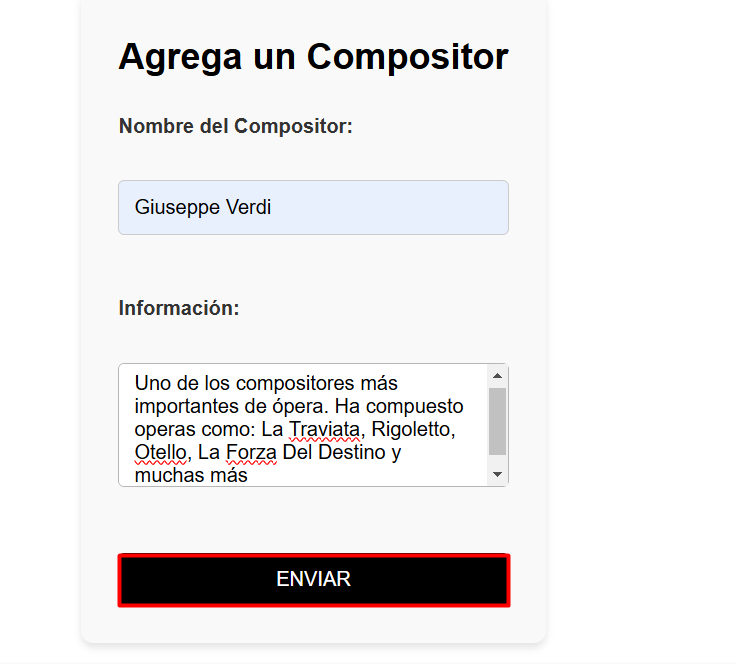 Agrega un Compositor
Nombre del Compositor:
Giuseppe Verdi
Información:
Uno de los compositores más
importantes de ópera. Ha compuesto
operas como: La Traviata, Rigoletto,
Otello, La Forza Del Destino y
muchas más
ENVIAR